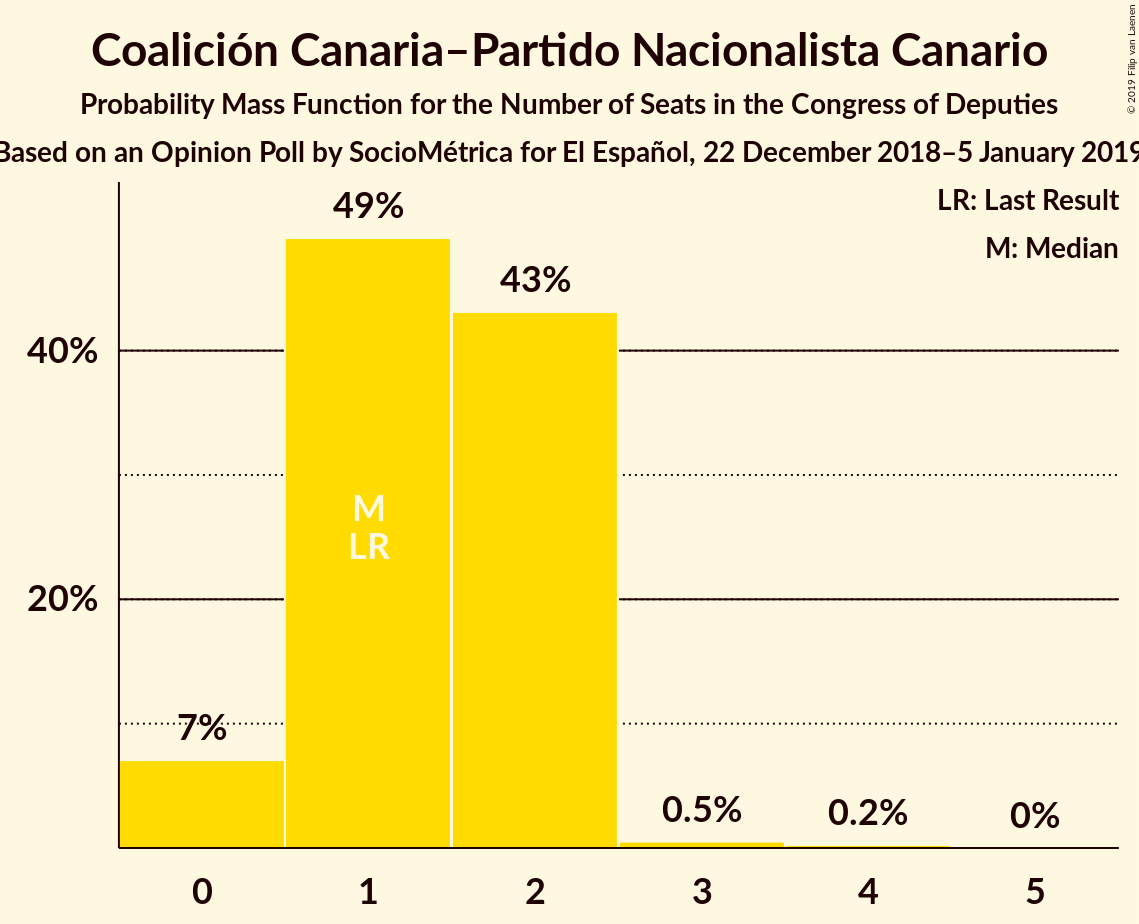 Coalición Canaria–Partido Nacionalista Canario
Probability Mass Function for the Number of Seats in the Congress of Deputies
Based on an Opinion Poll by SocioMétrica for El Español, 22 December 2018–5 January 2019
© 2019 Filip van Laenen
LR: Last Result
M: Median
49%
43%
40%
M
LR
20%
7%
0.5%
0.2%
0%
0 1 2 3 4 5